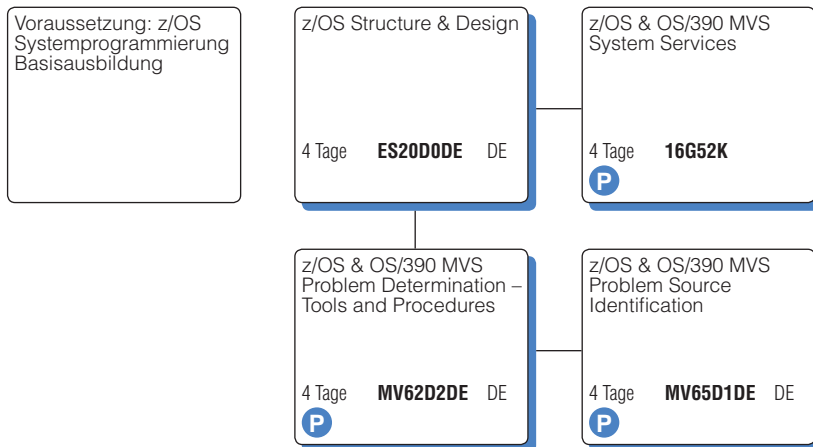 Voraussetzung: z/OS
Systemprogrammierung
Basisausbildung
z/OS Structure & Design
4 Tage ES20D0DE DE
z/OS & OS/390 MVS
System Services
4 Tage 16G52K
P
z/OS & OS/390 MVS
Problem Determination –
Tools and Procedures
4 Tage MV62D2DE DE
P
z/OS & OS/390 MVS
Problem Source
Identification
4 Tage MV65D1DE DE
P